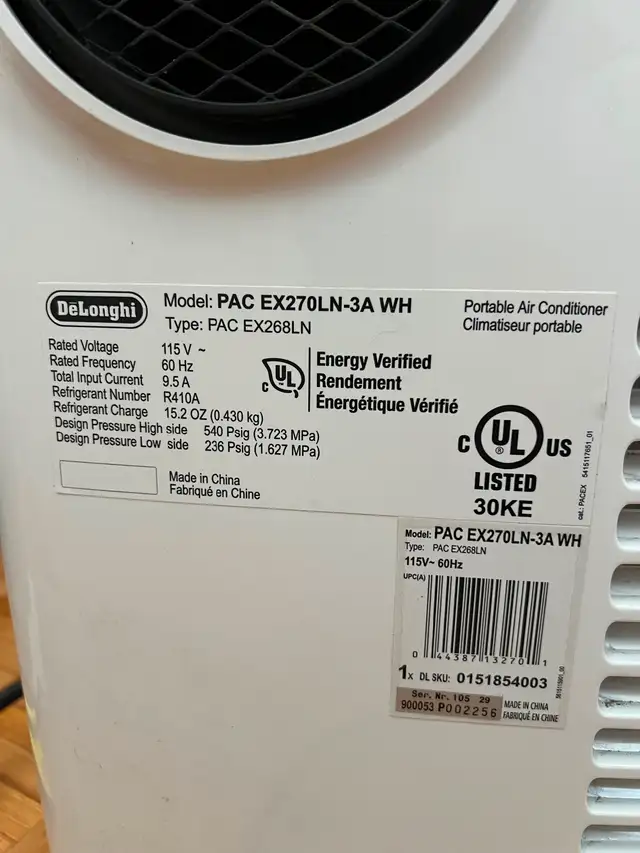 DeLonghi
Model: PAC EX270LN-3A WH
Type: PAC EX268LN
Portable Air Conditioner
Climatiseur portable
Rated Voltage 115 V ~
Rated Frequency 60 Hz
Total Input Current 9.5 A
Refrigerant Number R410A
Refrigerant Charge 15.2 OZ (0.430 kg)
Design Pressure High side 540 Psig (3.723 MPa)
Design Pressure Low side 236 Psig (1.627 MPa)
C UL
Energy Verified
Rendement
Énergétique Vérifié
C UL ® US
LISTED
30KE
cat.: PACEX 5415117651_01
Made in China
Fabriqué en Chine
Model: PAC EX270LN-3A WH
Type: PAC EX268LN
115V~ 60Hz
UPC(A)
0 44387 13270 1
1x DL SKU: 0151854003
Ser. Nr. 105 29
900053 P002256
MADE IN CHINA
FABRIQUÉ EN CHINE